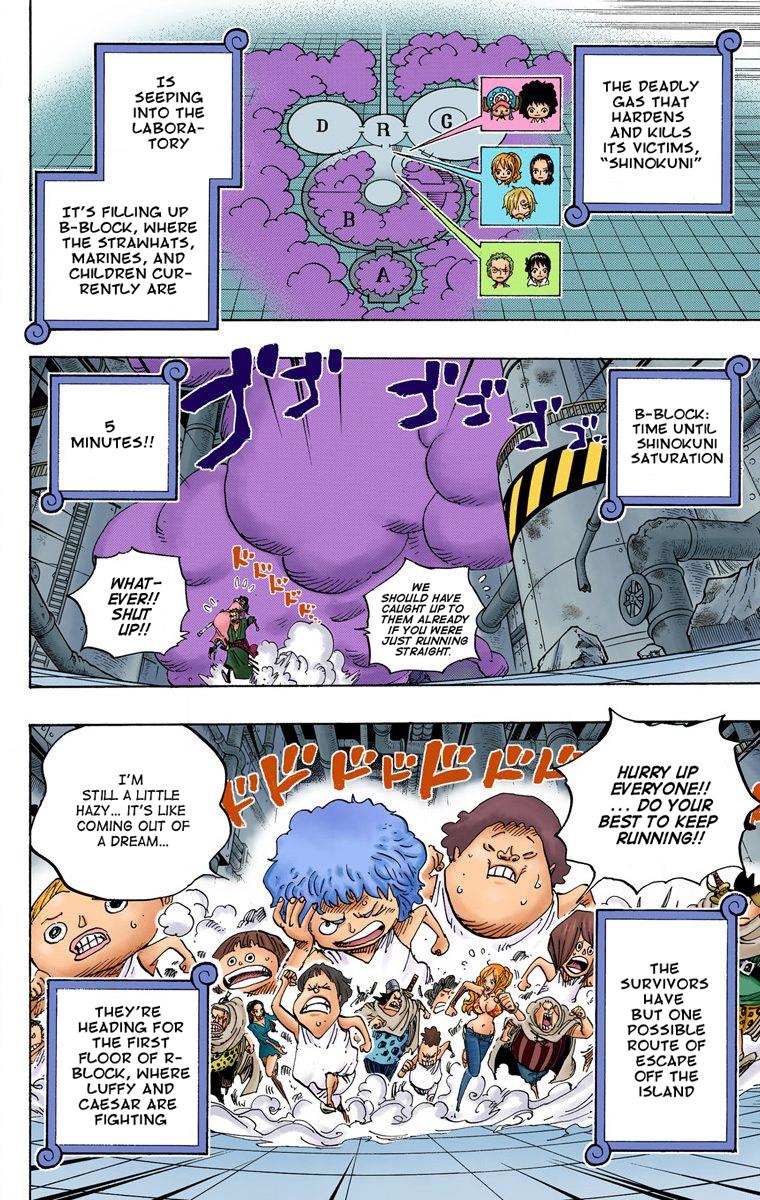 THE DEADLY
GAS THAT
HARDENS
AND KILLS
ITS VICTIMS,
"SHINOKUNI"
IS
SEEPING
INTO THE
LABORA-
TORY
IT'S FILLING UP
B-BLOCK, WHERE
THE STRAWHATS,
MARINES, AND
CHILDREN CUR-
RENTLY ARE
D
R
C
B
A
B-BLOCK:
TIME UNTIL
SHINOKUNI
SATURATION
5
MINUTES!!
ゴゴ
ゴゴゴゴ
ドドドドド
WE
SHOULD HAVE
CAUGHT UP TO
THEM ALREADY
IF YOU WERE
JUST RUNNING
STRAIGHT.
WHAT-
EVER!!
SHUT
UP!!
HURRY UP
EVERYONE!!
... DO YOUR
BEST TO KEEP
RUNNING!!
ドドドドドドドド
I'M
STILL A LITTLE
HAZY... IT'S LIKE
COMING OUT OF
A DREAM...
THE
SURVIVORS
HAVE
BUT ONE
POSSIBLE
ROUTE OF
ESCAPE
OFF THE
ISLAND
THEY'RE
HEADING FOR
THE FIRST
FLOOR OF R-
BLOCK, WHERE
LUFFY AND
CAESAR ARE
FIGHTING